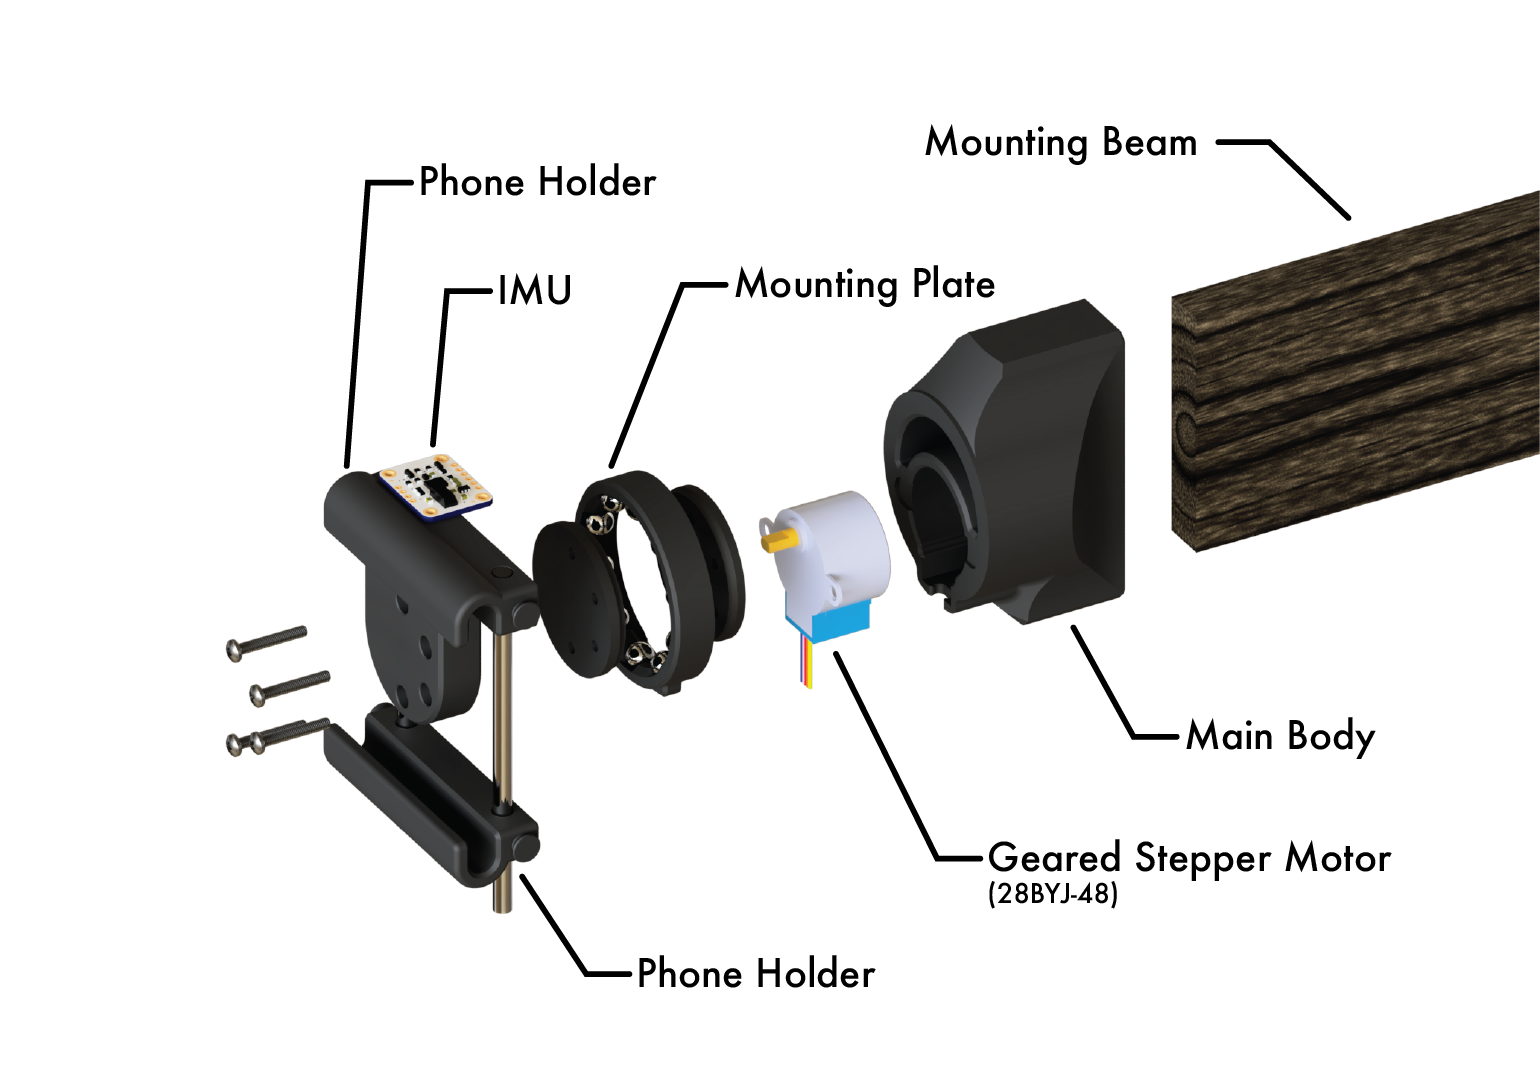 Mounting Beam
Phone Holder
IMU
Mounting Plate
Main Body
Geared Stepper Motor
(28BYJ-48)
Phone Holder